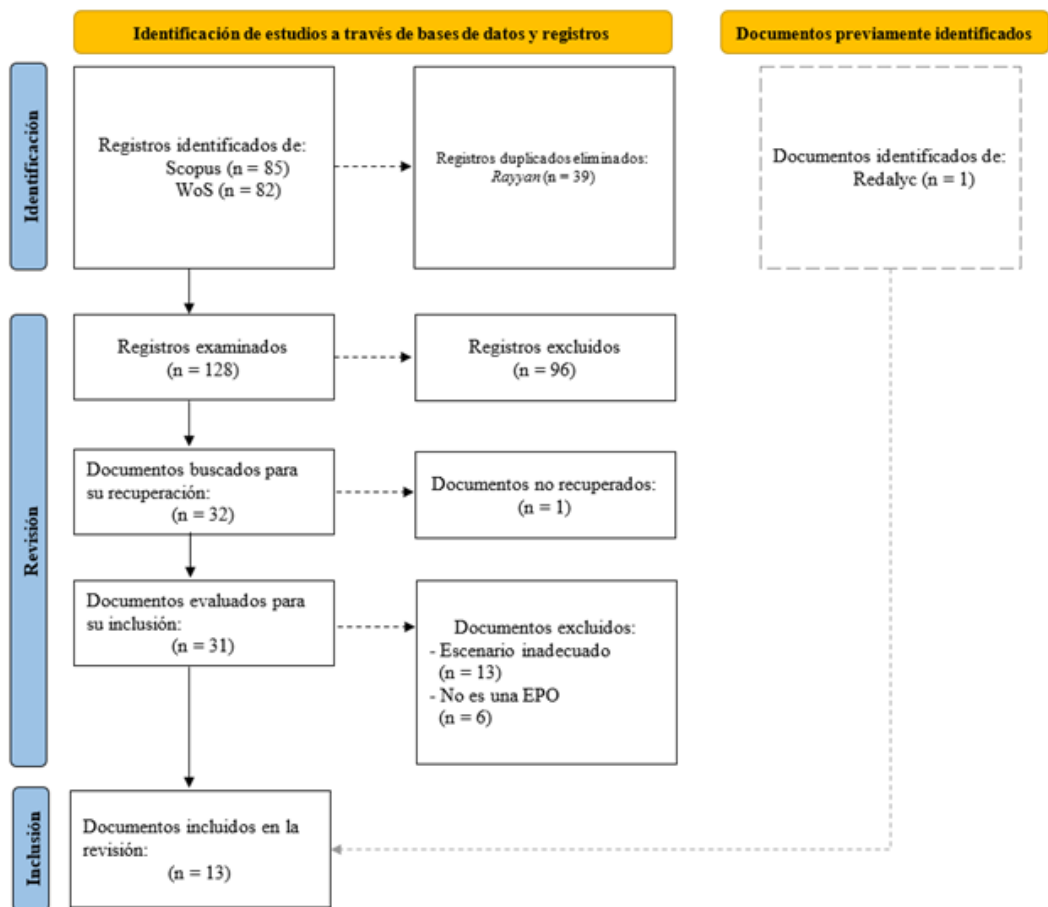 Identificación de estudios a través de bases de datos y registros
Documentos previamente identificados
Identificación
Registros identificados de:
Scopus (n = 85)
WoS (n = 82)
Registros duplicados eliminados:
Rayyan (n = 39)
Documentos identificados de:
Redalyc (n = 1)
Revisión
Registros examinados
(n = 128)
Registros excluidos
(n = 96)
Documentos buscados para
su recuperación:
(n = 32)
Documentos no recuperados:
(n = 1)
Documentos evaluados para
su inclusión:
(n = 31)
Documentos excluidos:
- Escenario inadecuado
(n = 13)
- No es una EPO
(n = 6)
Inclusión
Documentos incluidos en la
revisión:
(n = 13)